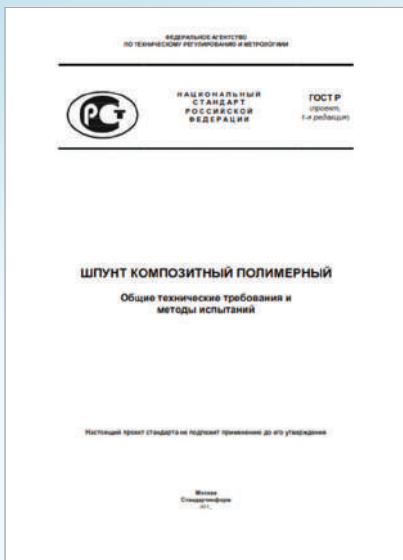 ФЕДЕРАЛЬНОЕ АГЕНТСТВО
ПО ТЕХНИЧЕСКОМУ РЕГУЛИРОВАНИЮ И МЕТРОЛОГИИ
РСТ
НАЦИОНАЛЬНЫЙ
СТАНДАРТ
РОССИЙСКОЙ
ФЕДЕРАЦИИ
ГОСТ Р
(проект,
1-я редакция)
ШПУНТ КОМПОЗИТНЫЙ ПОЛИМЕРНЫЙ
Общие технические требования и
методы испытаний
Настоящий проект стандарта не подлежит применению до его утверждения
Москва
Стандартинформ